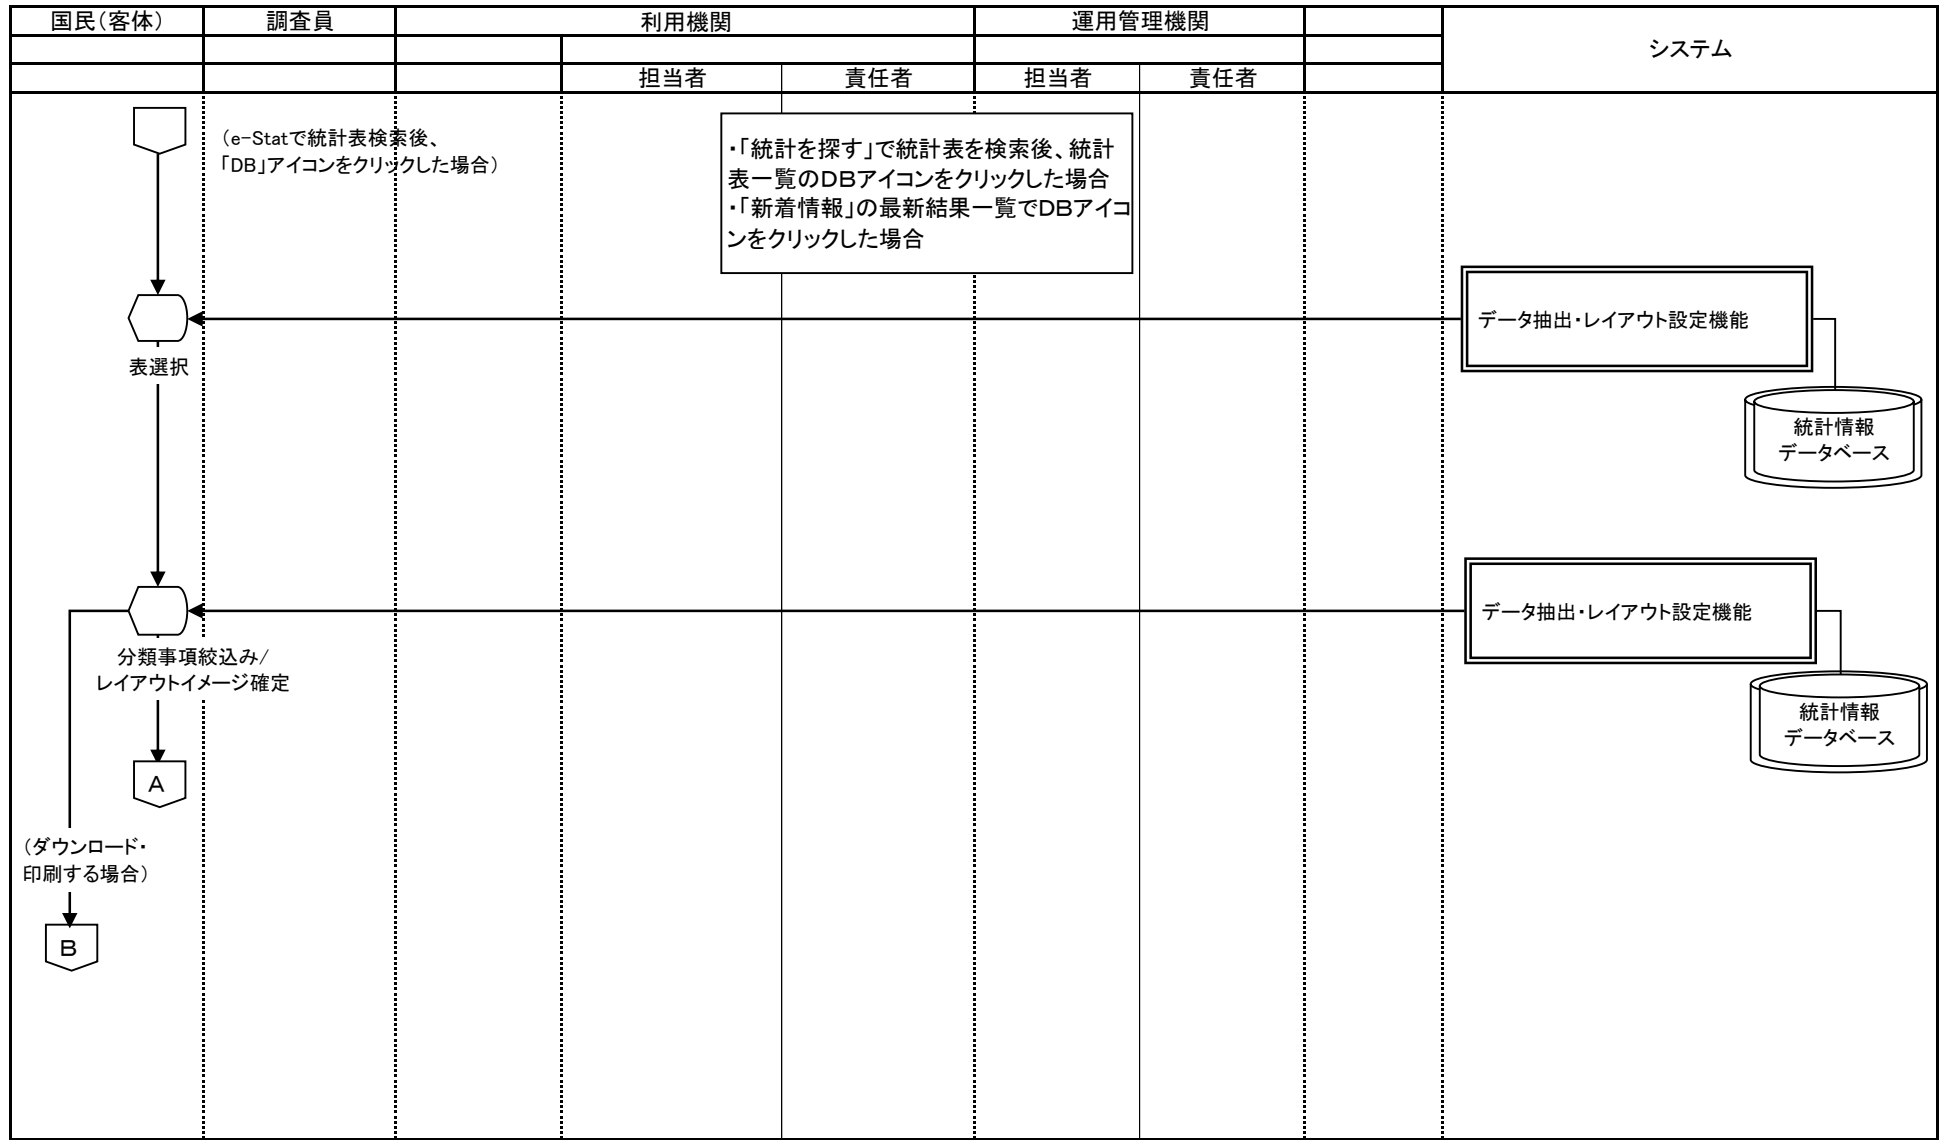 国民(客体)
調査員
利用機関
運用管理機関
システム
担当者
責任者
担当者
責任者
(e-Statで統計表検索後、
「DB」アイコンをクリックした場合)
・「統計を探す」で統計表を検索後、統計
表一覧のDBアイコンをクリックした場合
・「新着情報」の最新結果一覧でDBアイコ
ンをクリックした場合
データ抽出・レイアウト設定機能
表選択
統計情報
データベース
データ抽出・レイアウト設定機能
分類事項絞込み/
レイアウトイメージ確定
統計情報
データベース
A
(ダウンロード・
印刷する場合)
B